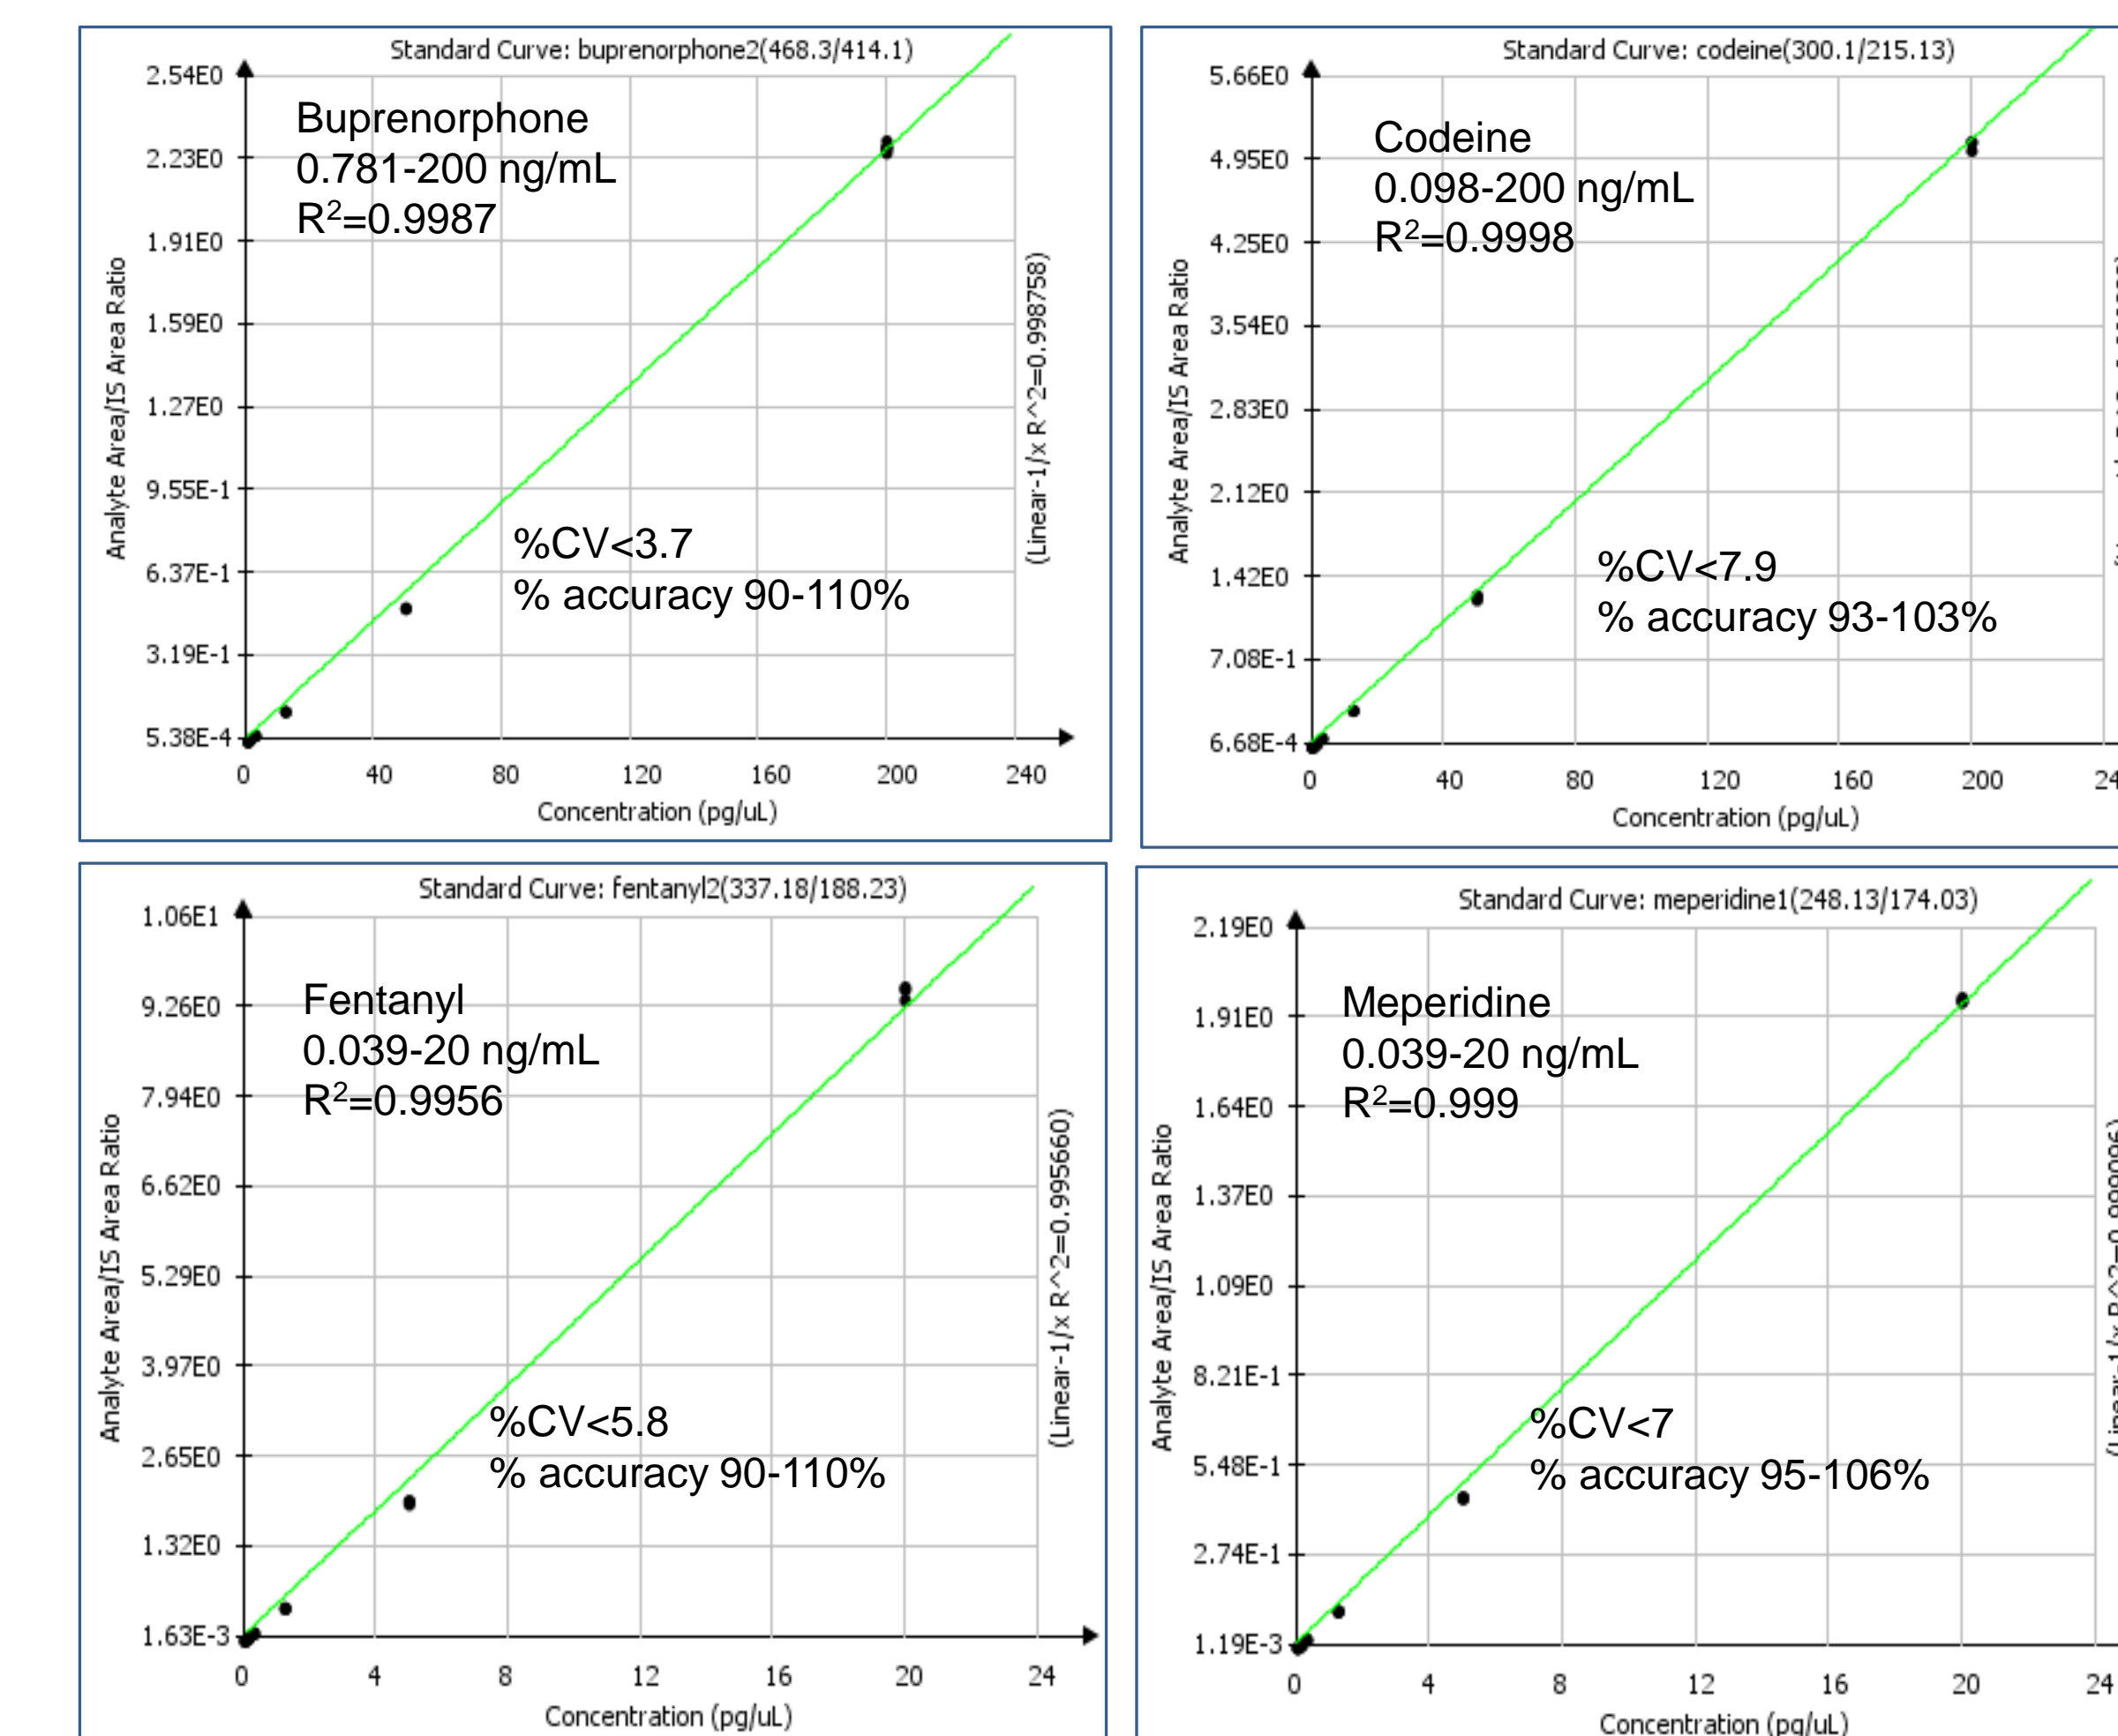 Standard Curve: buprenorphone2(468.3/414.1)
Buprenorphone
0.781-200 ng/mL
R²=0.9987
%CV<3.7
% accuracy 90-110%
2.54E0
2.23E0
1.91E0
1.59E0
1.27E0
9.55E-1
6.37E-1
3.19E-1
5.38E-4
Analyte Area/IS Area Ratio
0 40 80 120 160 200 240
Concentration (pg/uL)
(Linear-1/x R^2=0.998758)
Standard Curve: codeine(300.1/215.13)
Codeine
0.098-200 ng/mL
R²=0.9998
%CV<7.9
% accuracy 93-103%
5.66E0
4.95E0
4.25E0
3.54E0
2.83E0
2.12E0
1.42E0
7.08E-1
6.68E-4
Analyte Area/IS Area Ratio
0 40 80 120 160 200 24
Concentration (pg/uL)
Standard Curve: fentanyl2(337.18/188.23)
Fentanyl
0.039-20 ng/mL
R²=0.9956
%CV<5.8
% accuracy 90-110%
1.06E1
9.26E0
7.94E0
6.62E0
5.29E0
3.97E0
2.65E0
1.32E0
1.63E-3
Analyte Area/IS Area Ratio
0 4 8 12 16 20 24
Concentration (pg/uL)
(Linear-1/x R^2=0.995660)
Standard Curve: meperidine1(248.13/174.03)
Meperidine
0.039-20 ng/mL
R²=0.999
%CV<7
% accuracy 95-106%
2.19E0
1.91E0
1.64E0
1.37E0
1.09E0
8.21E-1
5.48E-1
2.74E-1
1.19E-3
Analyte Area/IS Area Ratio
0 4 8 12 16 20 24
Concentration (pg/uL)